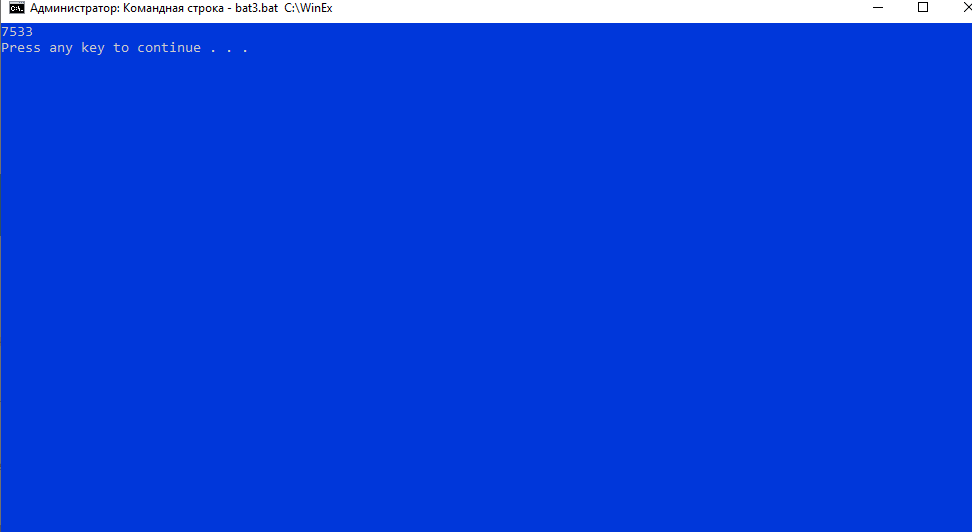 Администратор: Командная строка - bat3.bat C:\WinEx
7533
Press any key to continue . . .